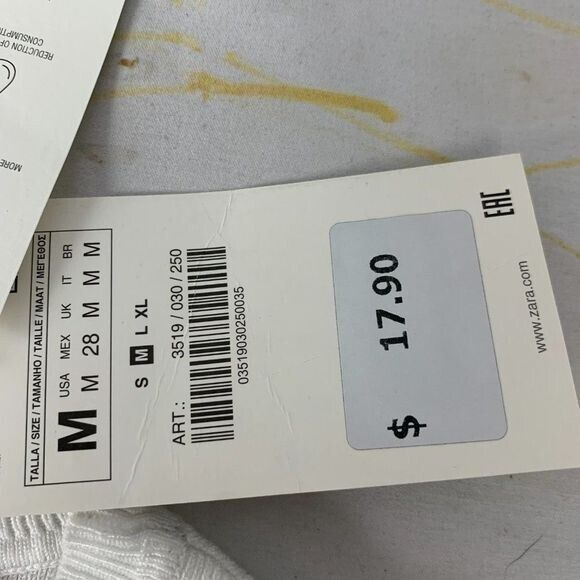 REDUCTION OF
CONSUMPTI
MORE
TALLA / SIZE / TAMANHO / TAILLE / MAAT / ΜΕΓΕΘΟΣ
M
USA MEX UK IT BR
M 28 M M M
S M L XL
ART.: 3519 / 030 / 250
03519030250035
$ 17.90
EAC
www.zara.com